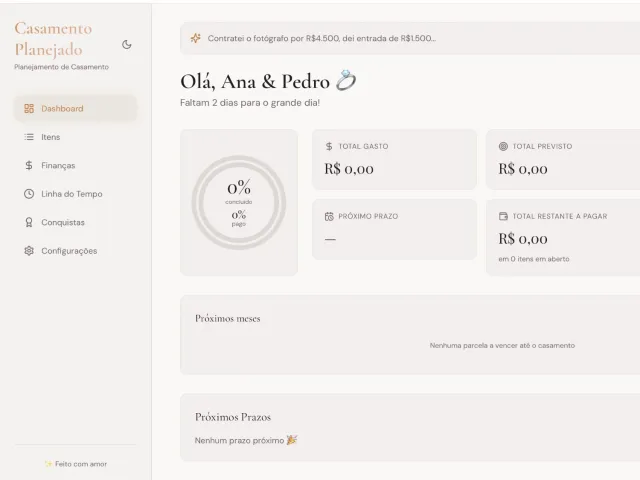 Casamento
Planejado
Planejamento de Casamento
Dashboard
Itens
Finanças
Linha do Tempo
Conquistas
Configurações
✨ Feito com amor
Contratei o fotógrafo por R$4.500, dei entrada de R$1.500...
Olá, Ana & Pedro 💍
Faltam 2 dias para o grande dia!
0%
concluído
0%
pago
TOTAL GASTO
R$ 0,00
TOTAL PREVISTO
R$ 0,00
PRÓXIMO PRAZO
—
TOTAL RESTANTE A PAGAR
R$ 0,00
em 0 itens em aberto
Próximos meses
Nenhuma parcela a vencer até o casamento
Próximos Prazos
Nenhum prazo próximo 🎉